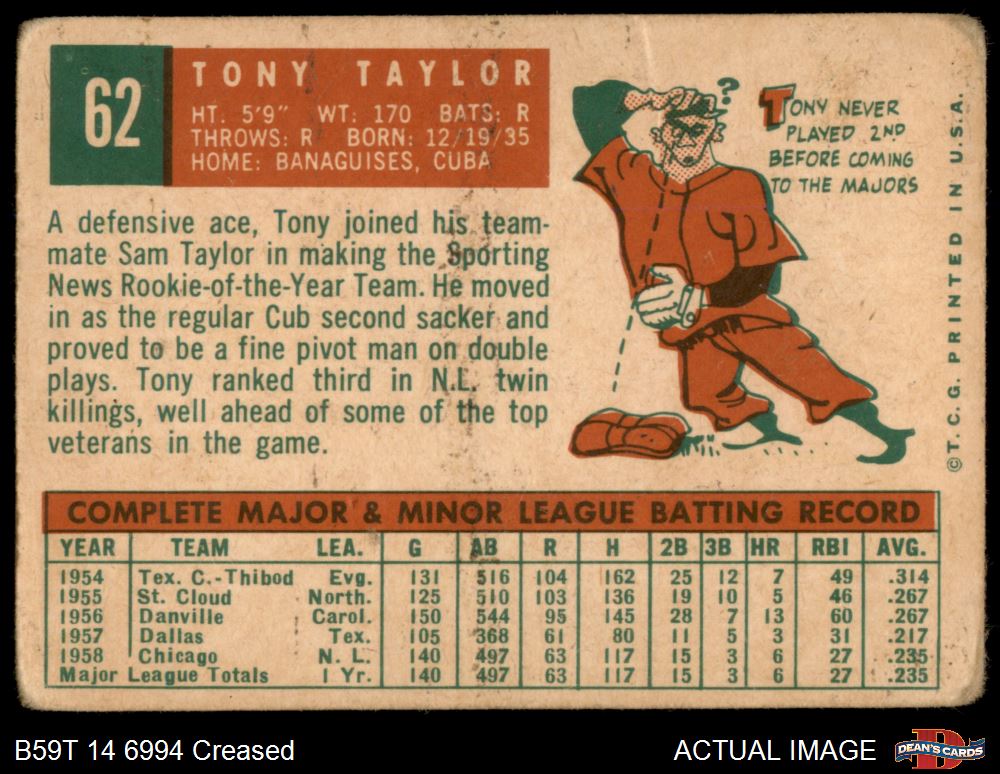 62
TONY TAYLOR
HT. 5'9" WT: 170 BATS: R
THROWS: R BORN: 12/19/35
HOME: BANAGUISES, CUBA
A defensive ace, Tony joined his team-
mate Sam Taylor in making the Sporting
News Rookie-of-the-Year Team. He moved
in as the regular Cub second sacker and
proved to be a fine pivot man on double
plays. Tony ranked third in N.L. twin
killings, well ahead of some of the top
veterans in the game.
?
TONY NEVER
PLAYED 2ND
BEFORE COMING
TO THE MAJORS
© T.C.G. PRINTED IN U.S.A.
COMPLETE MAJOR & MINOR LEAGUE BATTING RECORD
YEAR TEAM LEA. G AB R H 2B 3B HR RBI AVG.
1954 Tex. C.-Thibod Evg. 131 516 104 162 25 12 7 49 .314
1955 St. Cloud North. 125 510 103 136 19 10 5 46 .267
1956 Danville Carol. 150 544 95 145 28 7 13 60 .267
1957 Dallas Tex. 105 368 61 80 11 5 3 31 .217
1958 Chicago N. L. 140 497 63 117 15 3 6 27 .235
Major League Totals 1 Yr. 140 497 63 117 15 3 6 27 .235
B59T 14 6994 Creased
ACTUAL IMAGE
D
DEAN'S CARDS